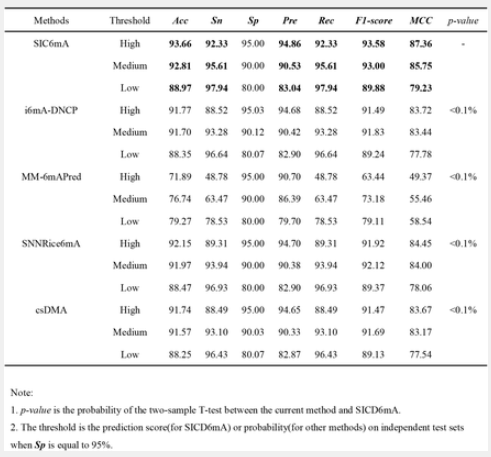 Methods Threshold Acc Sn Sp Pre Rec F1-score MCC p-value
SIC6mA High 93.66 92.33 95.00 94.86 92.33 93.58 87.36 -
Medium 92.81 95.61 90.00 90.53 95.61 93.00 85.75
Low 88.97 97.94 80.00 83.04 97.94 89.88 79.23
i6mA-DNCP High 91.77 88.52 95.03 94.68 88.52 91.49 83.72 <0.1%
Medium 91.70 93.28 90.12 90.42 93.28 91.83 83.44
Low 88.35 96.64 80.07 82.90 96.64 89.24 77.78
MM-6mAPred High 71.89 48.78 95.00 90.70 48.78 63.44 49.37 <0.1%
Medium 76.74 63.47 90.00 86.39 63.47 73.18 55.46
Low 79.27 78.53 80.00 79.70 78.53 79.11 58.54
SNNRice6mA High 92.15 89.31 95.00 94.70 89.31 91.92 84.45 <0.1%
Medium 91.97 93.94 90.00 90.38 93.94 92.12 84.00
Low 88.47 96.93 80.00 82.90 96.93 89.37 78.06
csDMA High 91.74 88.49 95.00 94.65 88.49 91.47 83.67 <0.1%
Medium 91.57 93.10 90.03 90.33 93.10 91.69 83.17
Low 88.25 96.43 80.07 82.87 96.43 89.13 77.54
Note:
1. p-value is the probability of the two-sample T-test between the current method and SICD6mA.
2. The threshold is the prediction score(for SICD6mA) or probability(for other methods) on independent test sets
when Sp is equal to 95%.